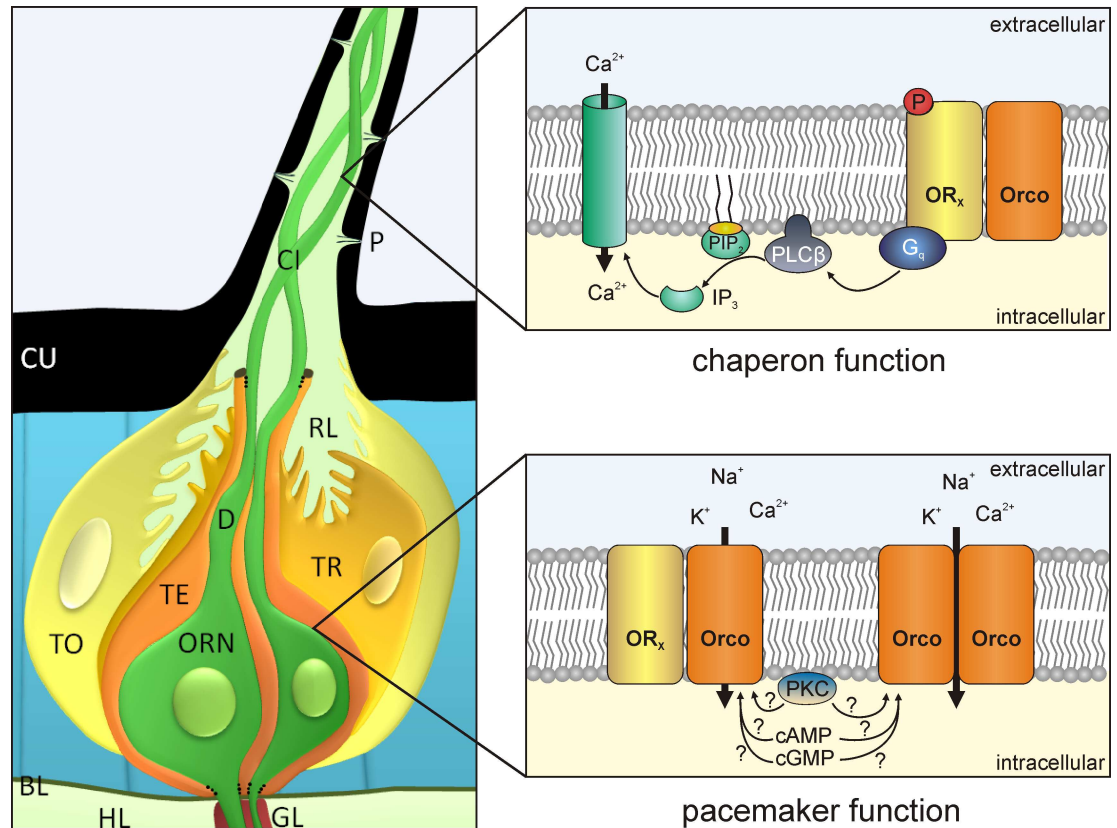 CU
CI
P
RL
D
TE
TR
TO
ORN
BL
HL
GL
extracellular
Ca²⁺
P
ORₓ
Orco
PIP₂
PLCβ
G_q
Ca²⁺
IP₃
intracellular
chaperon function
extracellular
Na⁺
K⁺
Ca²⁺
Na⁺
K⁺
Ca²⁺
ORₓ
Orco
Orco
Orco
PKC
?
?
?
cAMP
?
?
cGMP
?
intracellular
pacemaker function